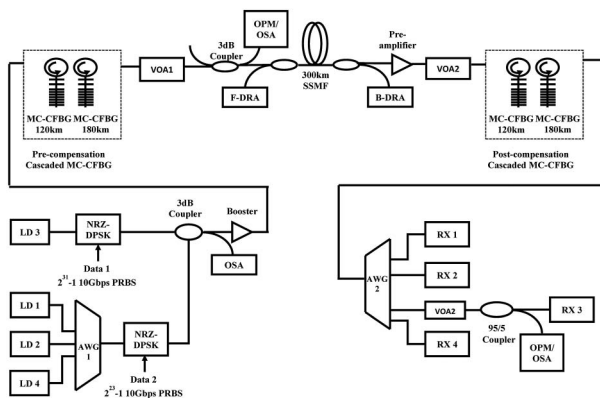 OPM/
OSA
3dB
Coupler
Pre-
amplifier
VOA1
300km
SSMF
VOA2
F-DRA
B-DRA
MC-CFBG MC-CFBG
120km 180km
Pre-compensation
Cascaded MC-CFBG
MC-CFBG MC-CFBG
120km 180km
Post-compensation
Cascaded MC-CFBG
3dB
Coupler
Booster
LD 3
NRZ-
DPSK
OSA
Data 1
2^31-1 10Gbps PRBS
LD 1
LD 2
LD 4
AWG
1
NRZ-
DPSK
Data 2
2^23-1 10Gbps PRBS
AWG
2
RX 1
RX 2
VOA2
RX 3
95/5
Coupler
RX 4
OPM/
OSA